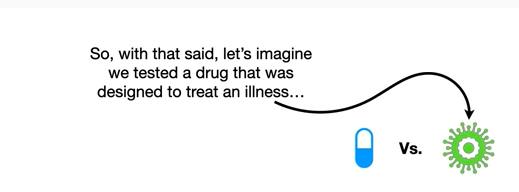 So, with that said, let’s imagine
we tested a drug that was
designed to treat an illness…
Vs.